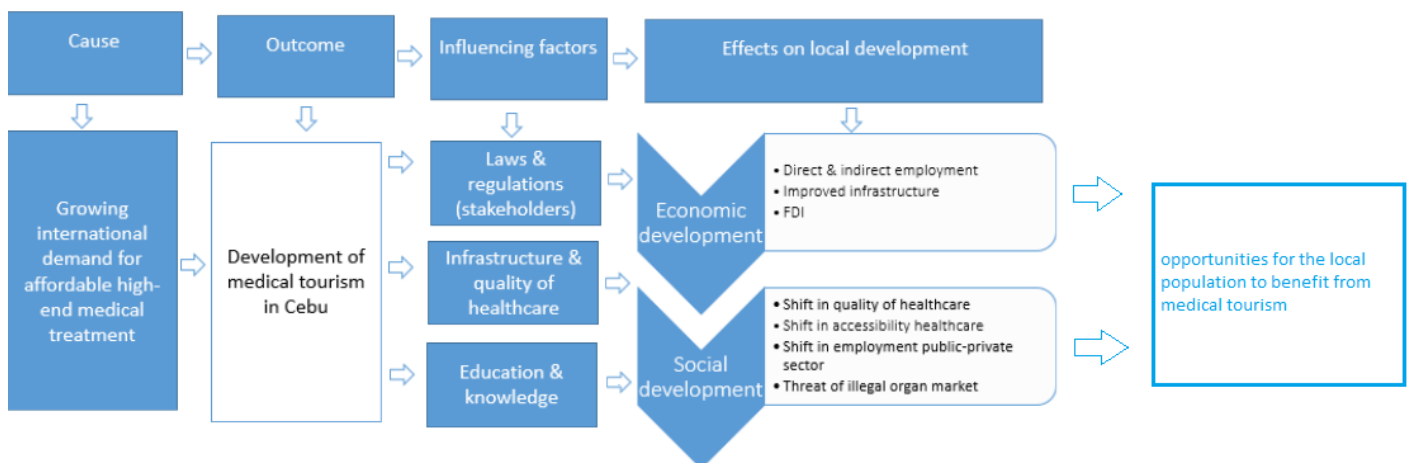 Cause
Outcome
Influencing factors
Effects on local development
Growing
international
demand for
affordable high-
end medical
treatment
Development of
medical tourism
in Cebu
Laws &
regulations
(stakeholders)
Infrastructure &
quality of
healthcare
Education &
knowledge
Economic
development
• Direct & indirect employment
• Improved infrastructure
• FDI
Social
development
• Shift in quality of healthcare
• Shift in accessibility healthcare
• Shift in employment public-private
sector
• Threat of illegal organ market
opportunities for the local
population to benefit from
medical tourism